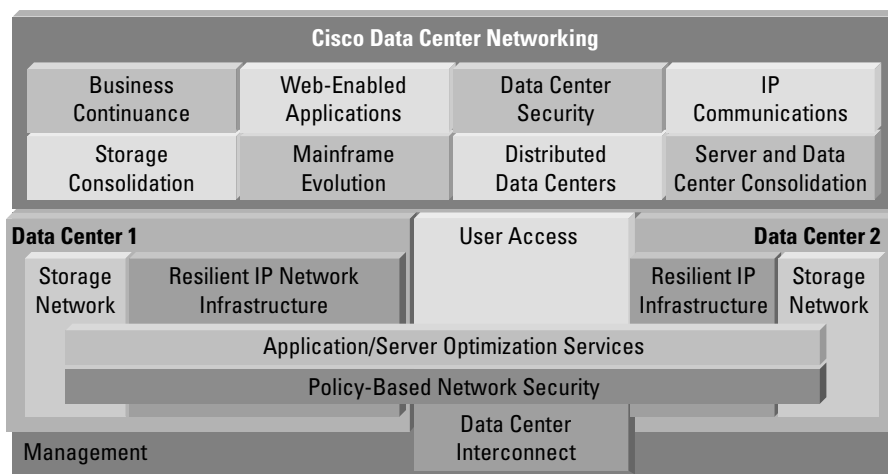 Cisco Data Center Networking
Business
Continuance
Web-Enabled
Applications
Data Center
Security
IP
Communications
Storage
Consolidation
Mainframe
Evolution
Distributed
Data Centers
Server and Data
Center Consolidation
Data Center 1
User Access
Data Center 2
Storage
Network
Resilient IP Network
Infrastructure
Resilient IP
Infrastructure
Storage
Network
Application/Server Optimization Services
Policy-Based Network Security
Data Center
Interconnect
Management